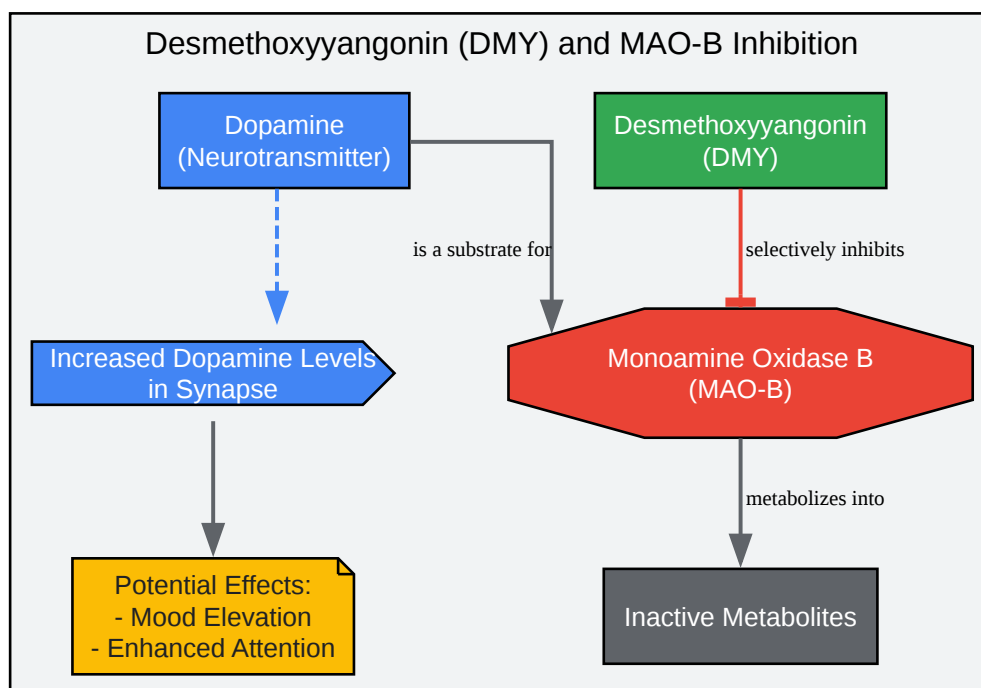 Desmethoxyyangonin (DMY) and MAO-B Inhibition
Dopamine
(Neurotransmitter)
Desmethoxyyangonin
(DMY)
is a substrate for
selectively inhibits
Increased Dopamine Levels
in Synapse
Monoamine Oxidase B
(MAO-B)
metabolizes into
Potential Effects:
- Mood Elevation
- Enhanced Attention
Inactive Metabolites